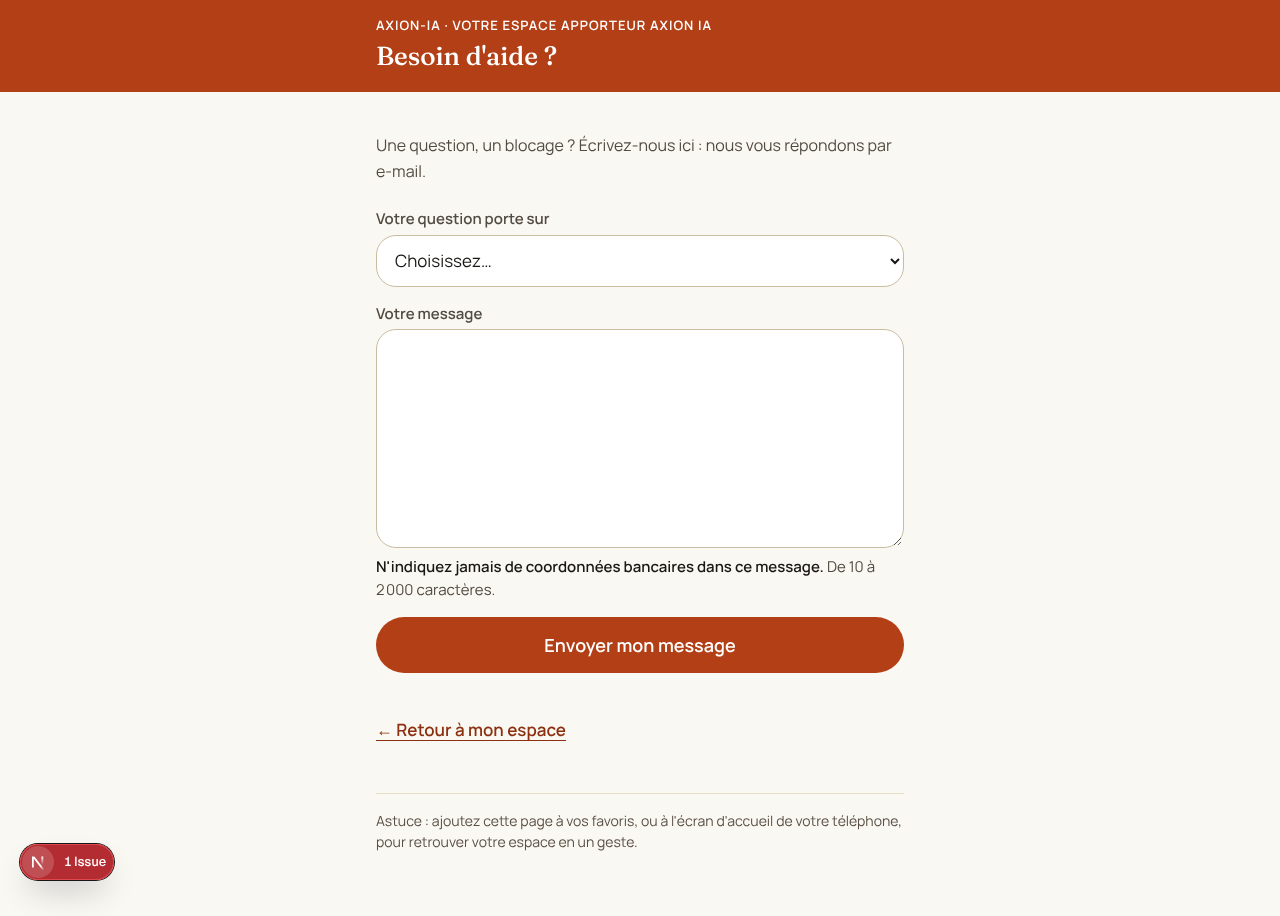 AXION-IA · VOTRE ESPACE APPORTEUR AXION IA
Besoin d'aide ?
Une question, un blocage ? Écrivez-nous ici : nous vous répondons par
e-mail.
Votre question porte sur
Choisissez…
Votre message
N'indiquez jamais de coordonnées bancaires dans ce message. De 10 à
2 000 caractères.
Envoyer mon message
← Retour à mon espace
Astuce : ajoutez cette page à vos favoris, ou à l'écran d'accueil de votre téléphone,
pour retrouver votre espace en un geste.
N 1 Issue